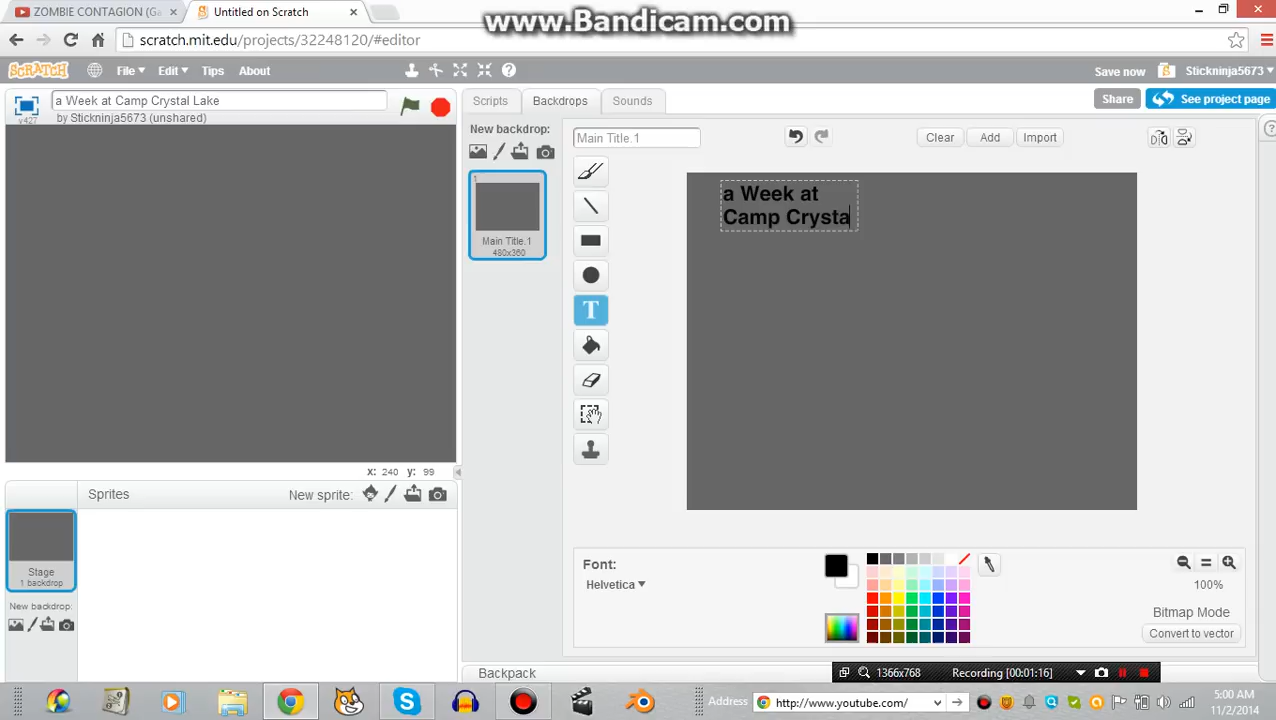 www.Bandicam.com
ZOMBIE CONTAGION (Ga
Untitled on Scratch
scratch.mit.edu/projects/32248120/#editor
SCRATCH
File
Edit
Tips
About
Save now
Stickninja5673
a Week at Camp Crystal Lake
by Stickninja5673 (unshared)
v427
Scripts
Backdrops
Sounds
Share
See project page
New backdrop:
Main Title.1
Clear
Add
Import
1
Main Title.1
480x360
a Week at
Camp Crysta
T
x: 240 y: 99
Sprites
New sprite:
Stage
1 backdrop
New backdrop:
Font:
Helvetica
100%
Bitmap Mode
Convert to vector
Backpack
1366x768
Recording [00:01:16]
Address
http://www.youtube.com/
5:00 AM
11/2/2014